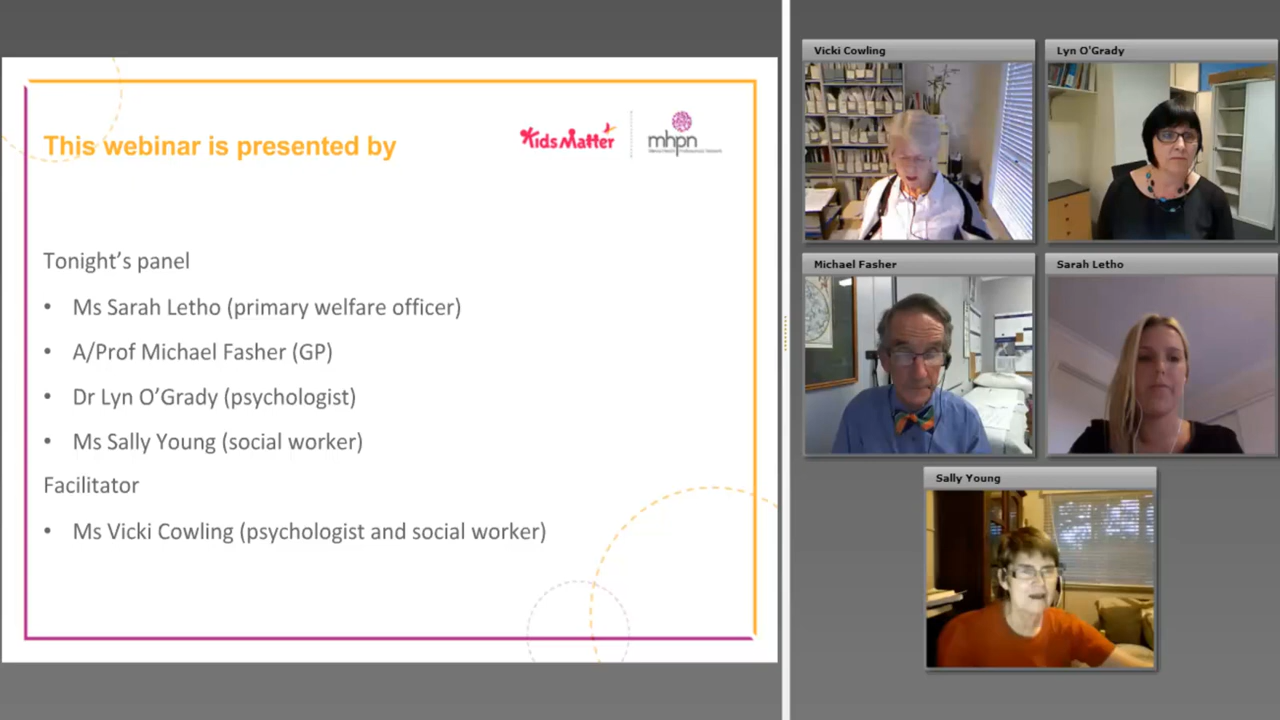 This webinar is presented by
KidsMatter
mhpn
Tonight's panel
• Ms Sarah Letho (primary welfare officer)
• A/Prof Michael Fasher (GP)
• Dr Lyn O'Grady (psychologist)
• Ms Sally Young (social worker)
Facilitator
• Ms Vicki Cowling (psychologist and social worker)
Vicki Cowling
Lyn O'Grady
Michael Fasher
Sarah Letho
Sally Young